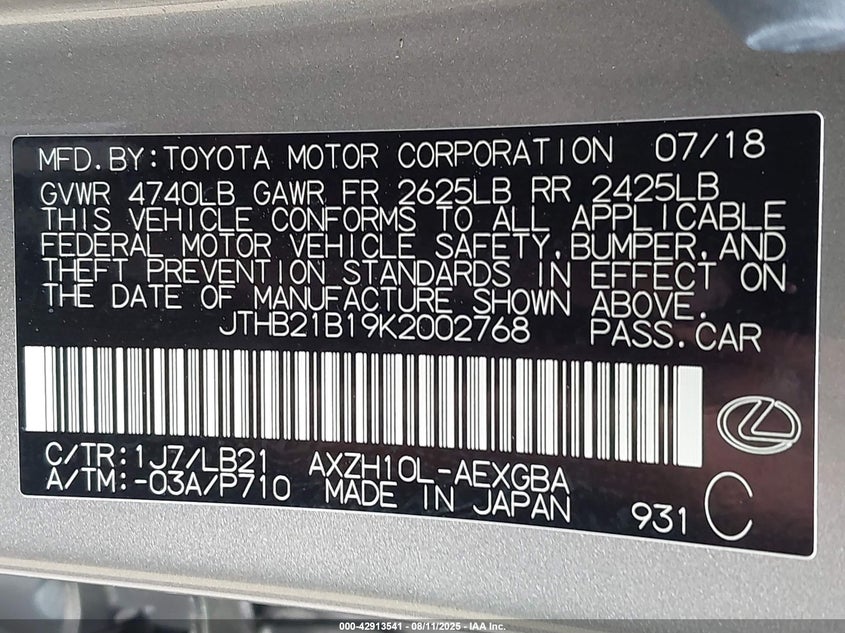 MFD.BY:TOYOTA MOTOR CORPORATION 07/18
GVWR 4740LB GAWR FR 2625LB RR 2425LB
THIS VEHICLE CONFORMS TO ALL APPLICABLE
FEDERAL MOTOR VEHICLE SAFETY,BUMPER,AND
THEFT PREVENTION STANDARDS IN EFFECT ON
THE DATE OF MANUFACTURE SHOWN ABOVE.
JTHB21B19K2002768 PASS.CAR
C/TR:1J7/LB21 AXZH10L-AEXGBA
A/TM:-03A/P710 MADE IN JAPAN 931 C
000-42913541 - 08/11/2025 - IAA Inc.